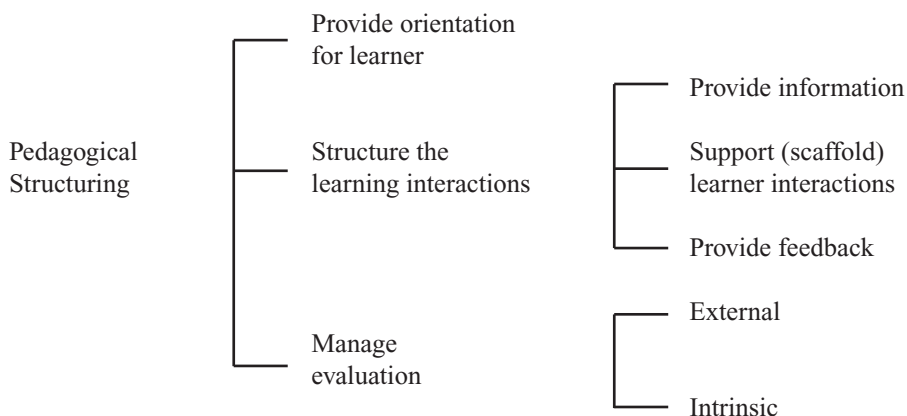 Provide orientation
for learner
Provide information
Pedagogical
Structuring
Structure the
learning interactions
Support (scaffold)
learner interactions
Provide feedback
External
Manage
evaluation
Intrinsic